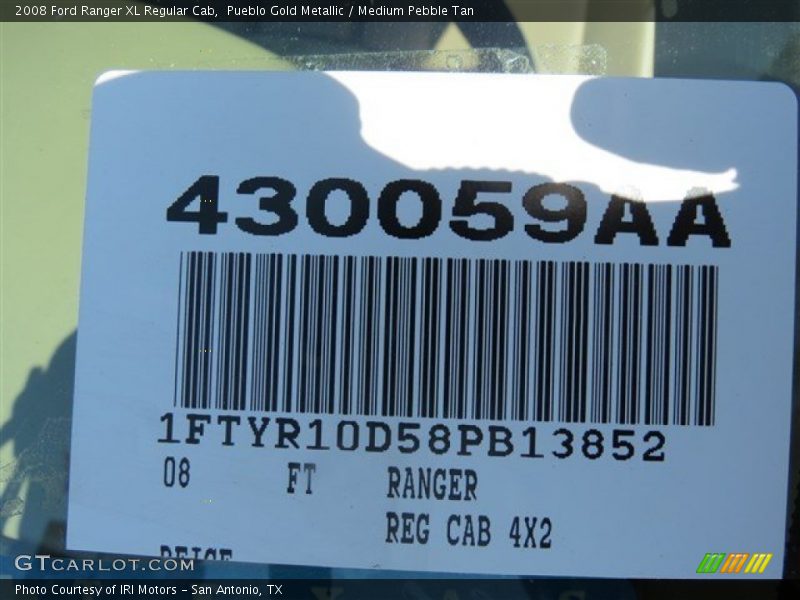 2008 Ford Ranger XL Regular Cab,  Pueblo Gold Metallic / Medium Pebble Tan
430059AA
1FTYR10D58PB13852
08 FT RANGER
REG CAB 4X2
BEIGE
GTCARLOT.COM
Photo Courtesy of IRI Motors - San Antonio, TX